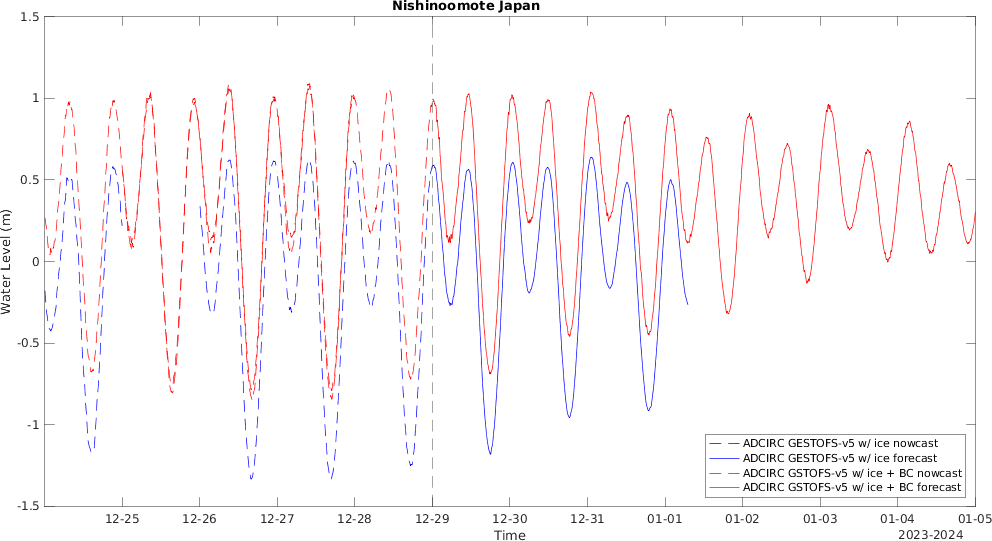 Nishinoomote Japan
1.5
1
0.5
0
-0.5
-1
-1.5
Water Level (m)
ADCIRC GESTOFS-v5 w/ ice nowcast
ADCIRC GESTOFS-v5 w/ ice forecast
ADCIRC GSTOFS-v5 w/ ice + BC nowcast
ADCIRC GSTOFS-v5 w/ ice + BC forecast
12-25 12-26 12-27 12-28 12-29 12-30 12-31 01-01 01-02 01-03 01-04 01-05
Time
2023-2024